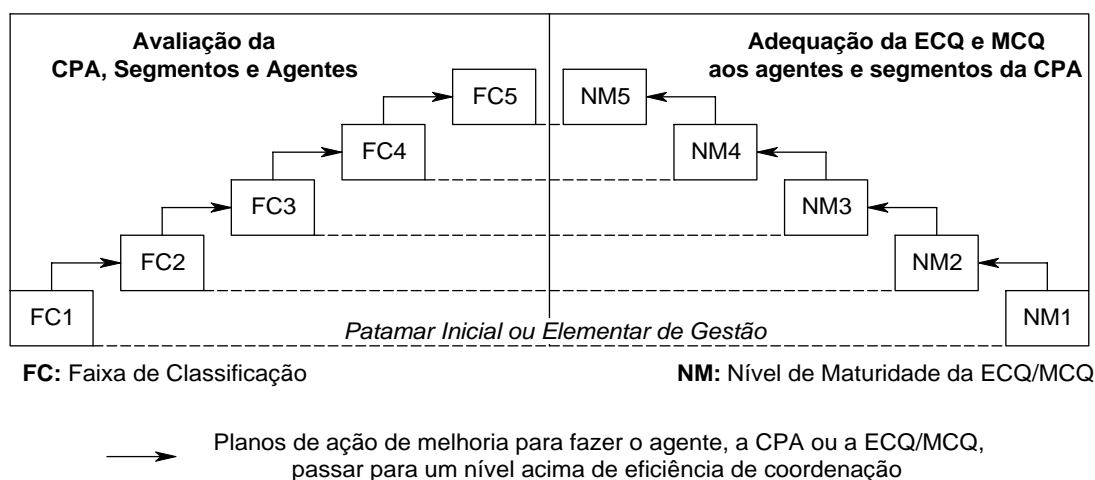 Avaliação da
CPA, Segmentos e Agentes
Adequação da ECQ e MCQ
aos agentes e segmentos da CPA
FC5
NM5
FC4
NM4
FC3
NM3
FC2
NM2
FC1
NM1
Patamar Inicial ou Elementar de Gestão
FC: Faixa de Classificação
NM: Nível de Maturidade da ECQ/MCQ
Planos de ação de melhoria para fazer o agente, a CPA ou a ECQ/MCQ,
passar para um nível acima de eficiência de coordenação